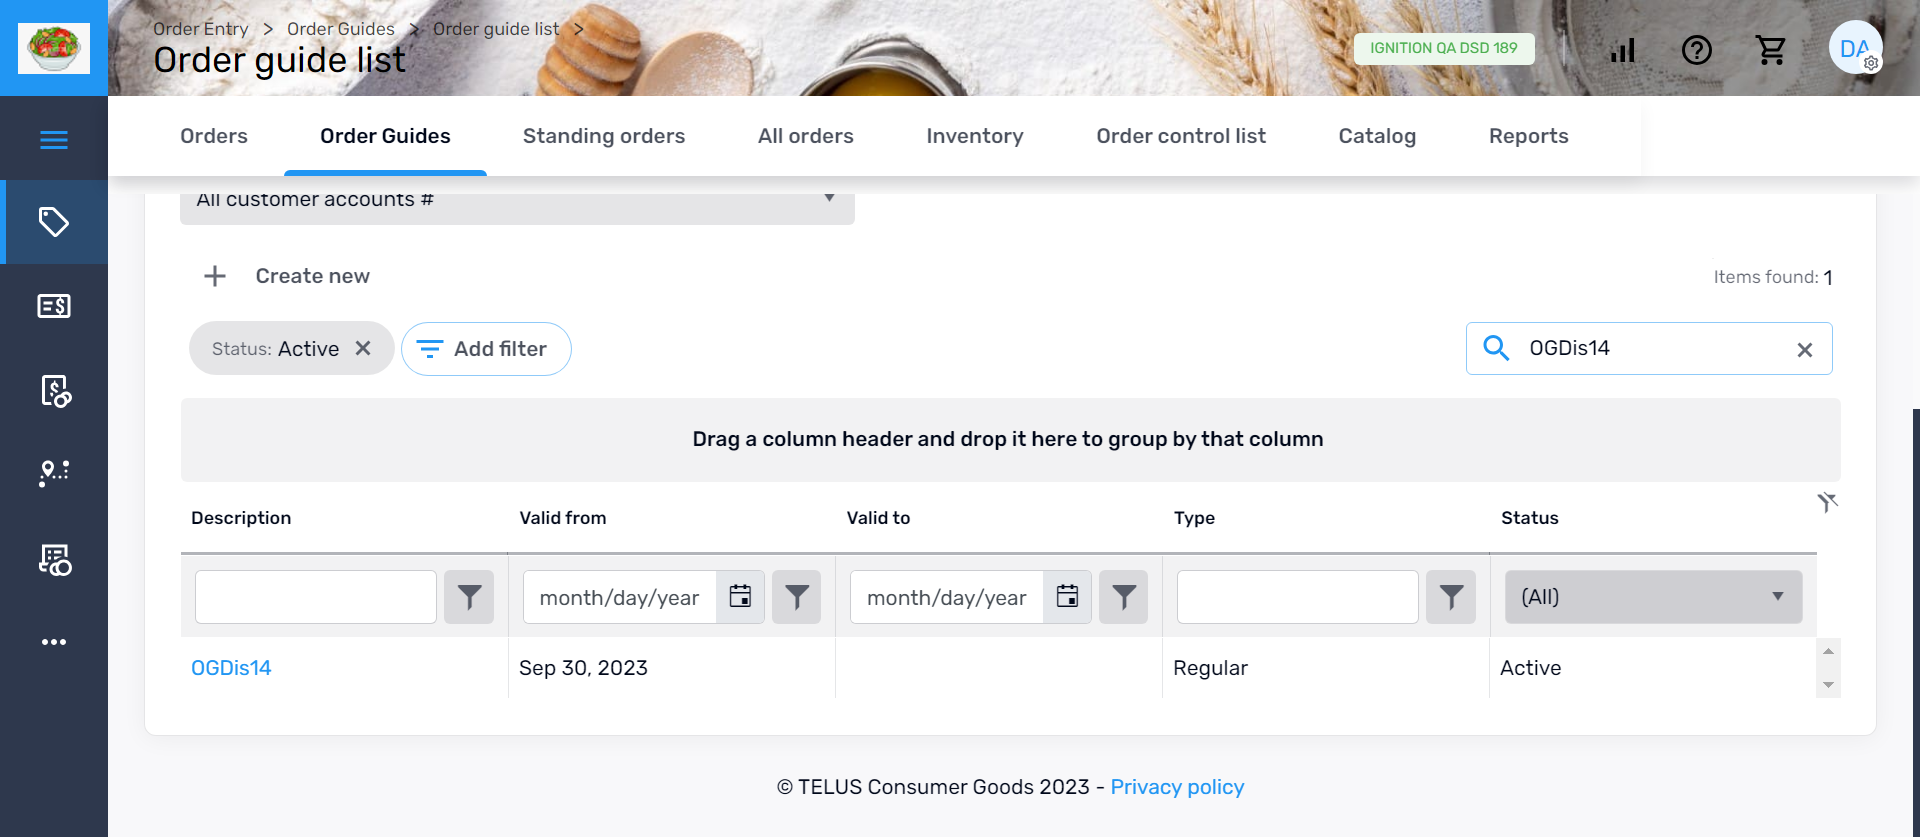 Order Entry > Order Guides > Order guide list >
Order guide list
IGNITION QA DSD 189
DA
Orders
Order Guides
Standing orders
All orders
Inventory
Order control list
Catalog
Reports
All customer accounts #
Create new
Items found: 1
Status: Active
Add filter
OGDis14
Drag a column header and drop it here to group by that column
Description
Valid from
Valid to
Type
Status
month/day/year
month/day/year
(All)
OGDis14
Sep 30, 2023
Regular
Active
© TELUS Consumer Goods 2023 - Privacy policy